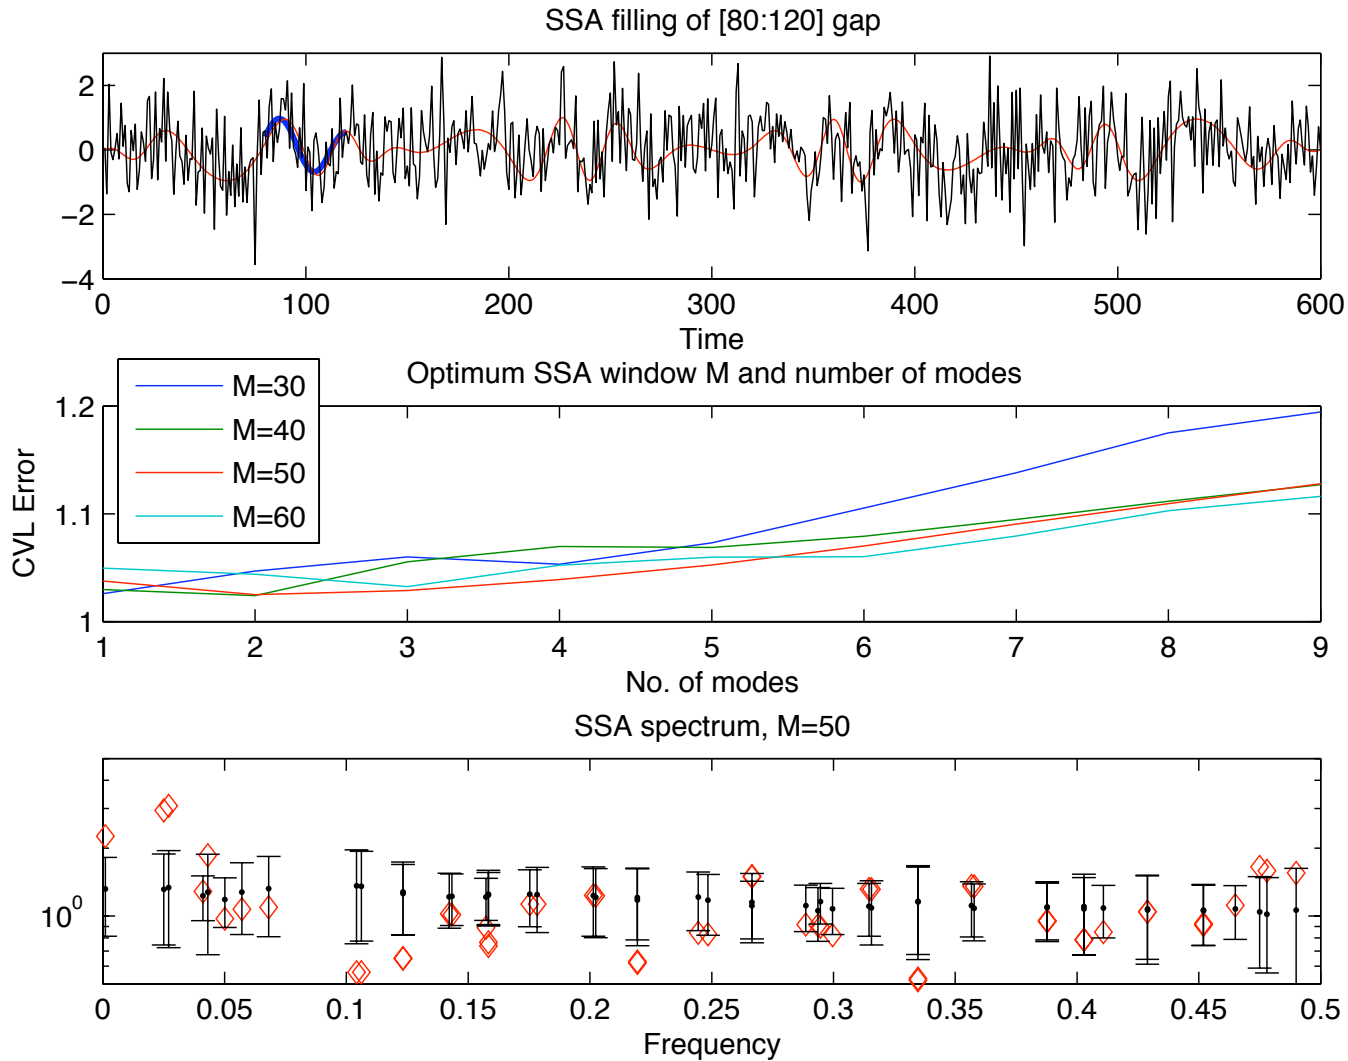 SSA filling of [80:120] gap
2
0
−2
−4
0 100 200 300 400 500 600
Time
Optimum SSA window M and number of modes
M=30
M=40
M=50
M=60
CVL Error
1.2
1.1
1
1 2 3 4 5 6 7 8 9
No. of modes
SSA spectrum, M=50
10^0
0 0.05 0.1 0.15 0.2 0.25 0.3 0.35 0.4 0.45 0.5
Frequency